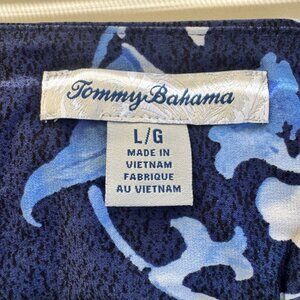 Tommy Bahama
L/G
MADE IN
VIETNAM
FABRIQUE
AU VIETNAM